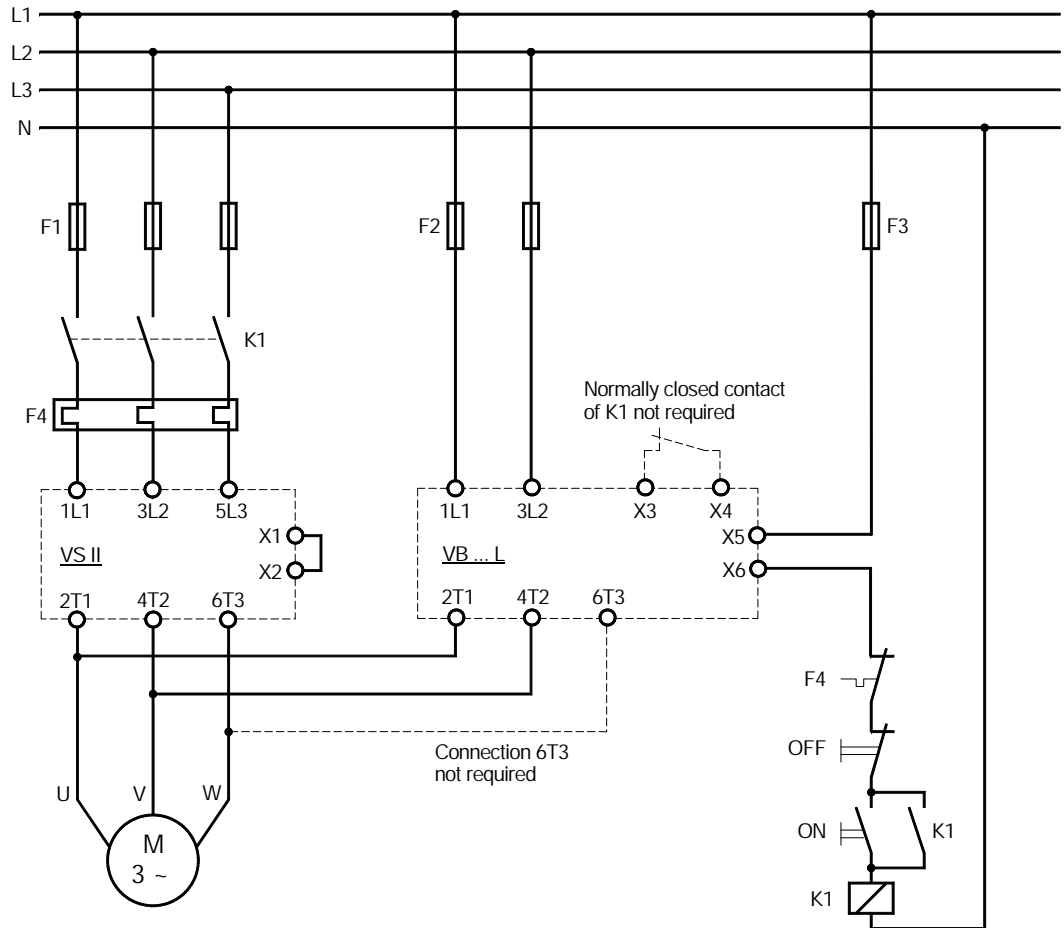 L1
L2
L3
N
F1
F2
F3
K1
Normally closed contact
of K1 not required
F4
1L1 3L2 5L3
1L1 3L2 X3 X4
X1
X5
VS II
VB ... L
X2
X6
2T1 4T2 6T3
2T1 4T2 6T3
F4
Connection 6T3
not required
OFF
U V W
ON
K1
M
3 ~
K1